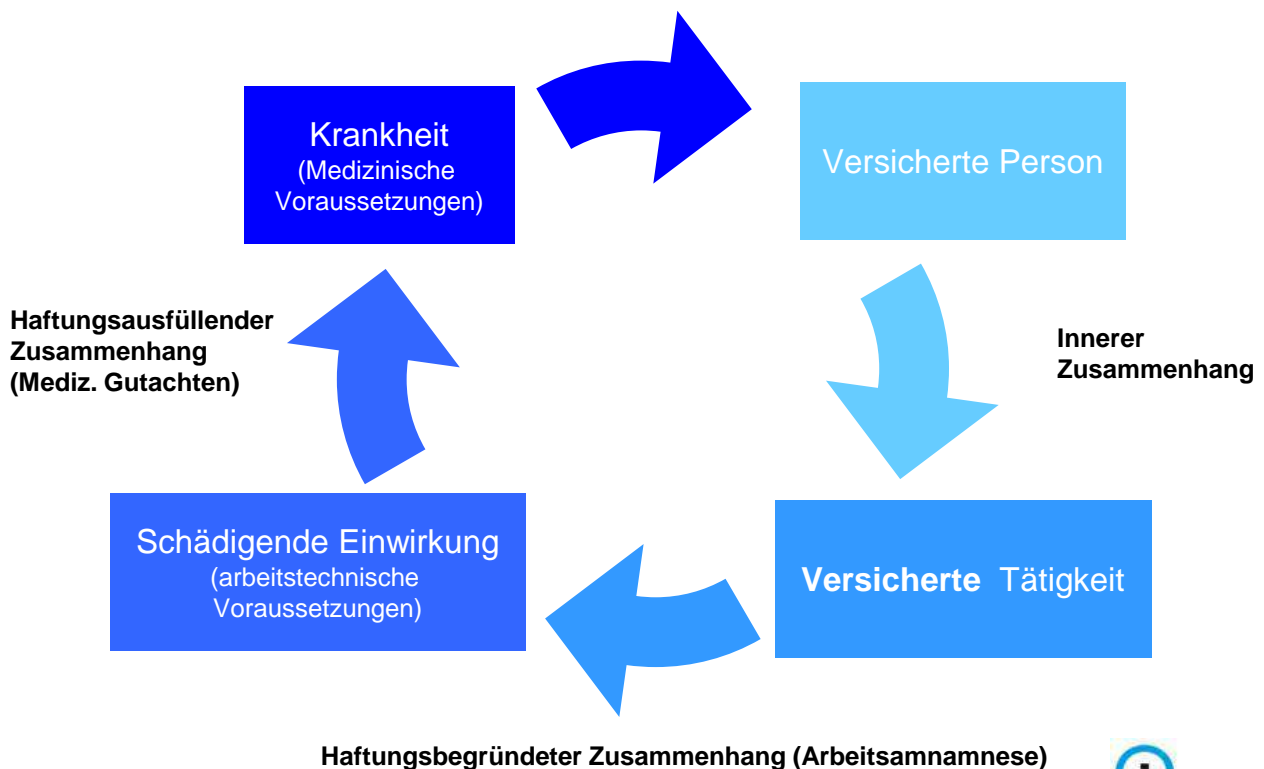 Krankheit
(Medizinische
Voraussetzungen)
Versicherte Person
Haftungsausfüllender
Zusammenhang
(Mediz. Gutachten)
Innerer
Zusammenhang
Schädigende Einwirkung
(arbeitstechnische
Voraussetzungen)
Versicherte Tätigkeit
Haftungsbegründeter Zusammenhang (Arbeitsamnamnese)